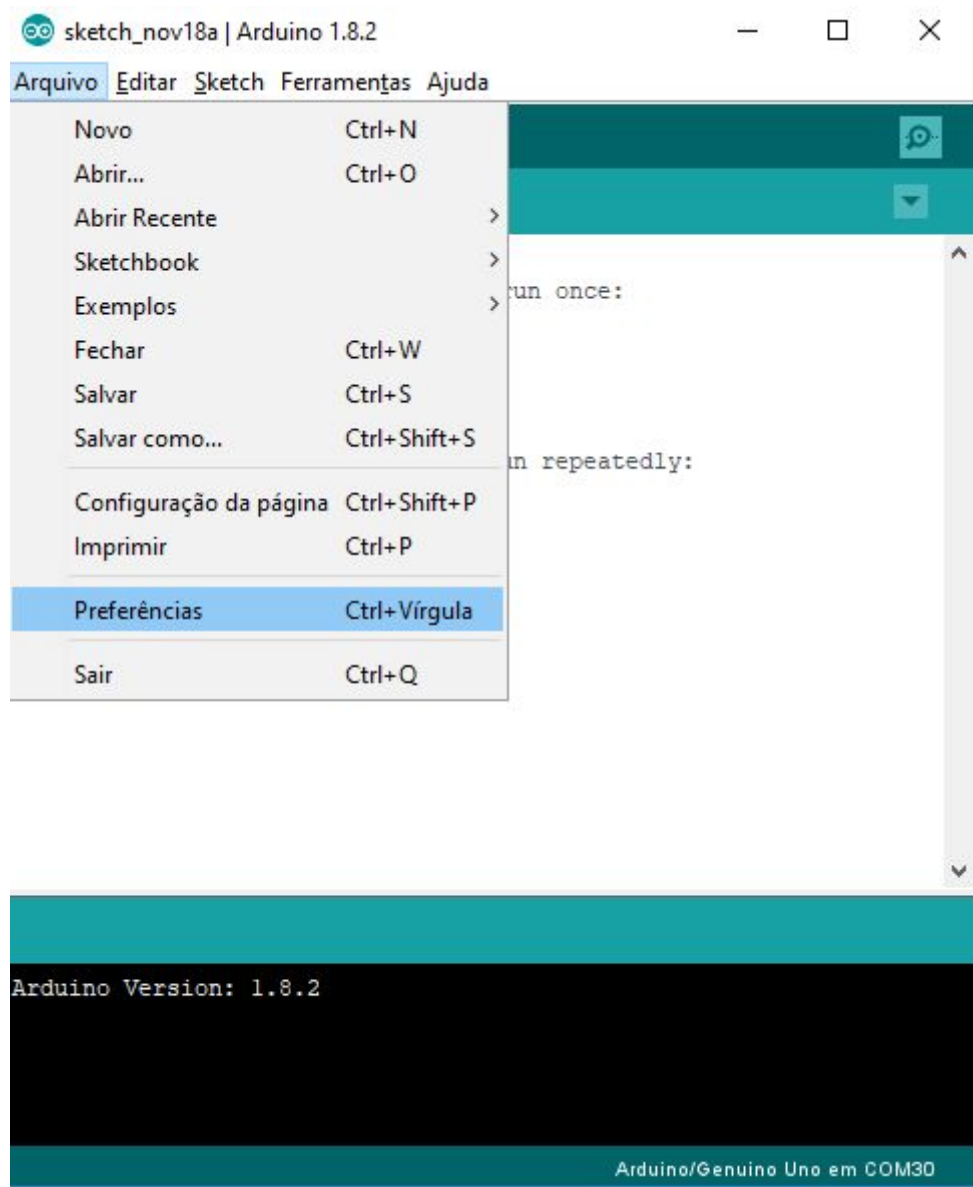 sketch_nov18a | Arduino 1.8.2
Arquivo Editar Sketch Ferramentas Ajuda
Novo Ctrl+N
Abrir... Ctrl+O
Abrir Recente
Sketchbook
Exemplos
run once:
Fechar Ctrl+W
Salvar Ctrl+S
Salvar como... Ctrl+Shift+S
repeatedly:
Configuração da página Ctrl+Shift+P
Imprimir Ctrl+P
Preferências Ctrl+Vírgula
Sair Ctrl+Q
Arduino Version: 1.8.2
Arduino/Genuino Uno em COM30